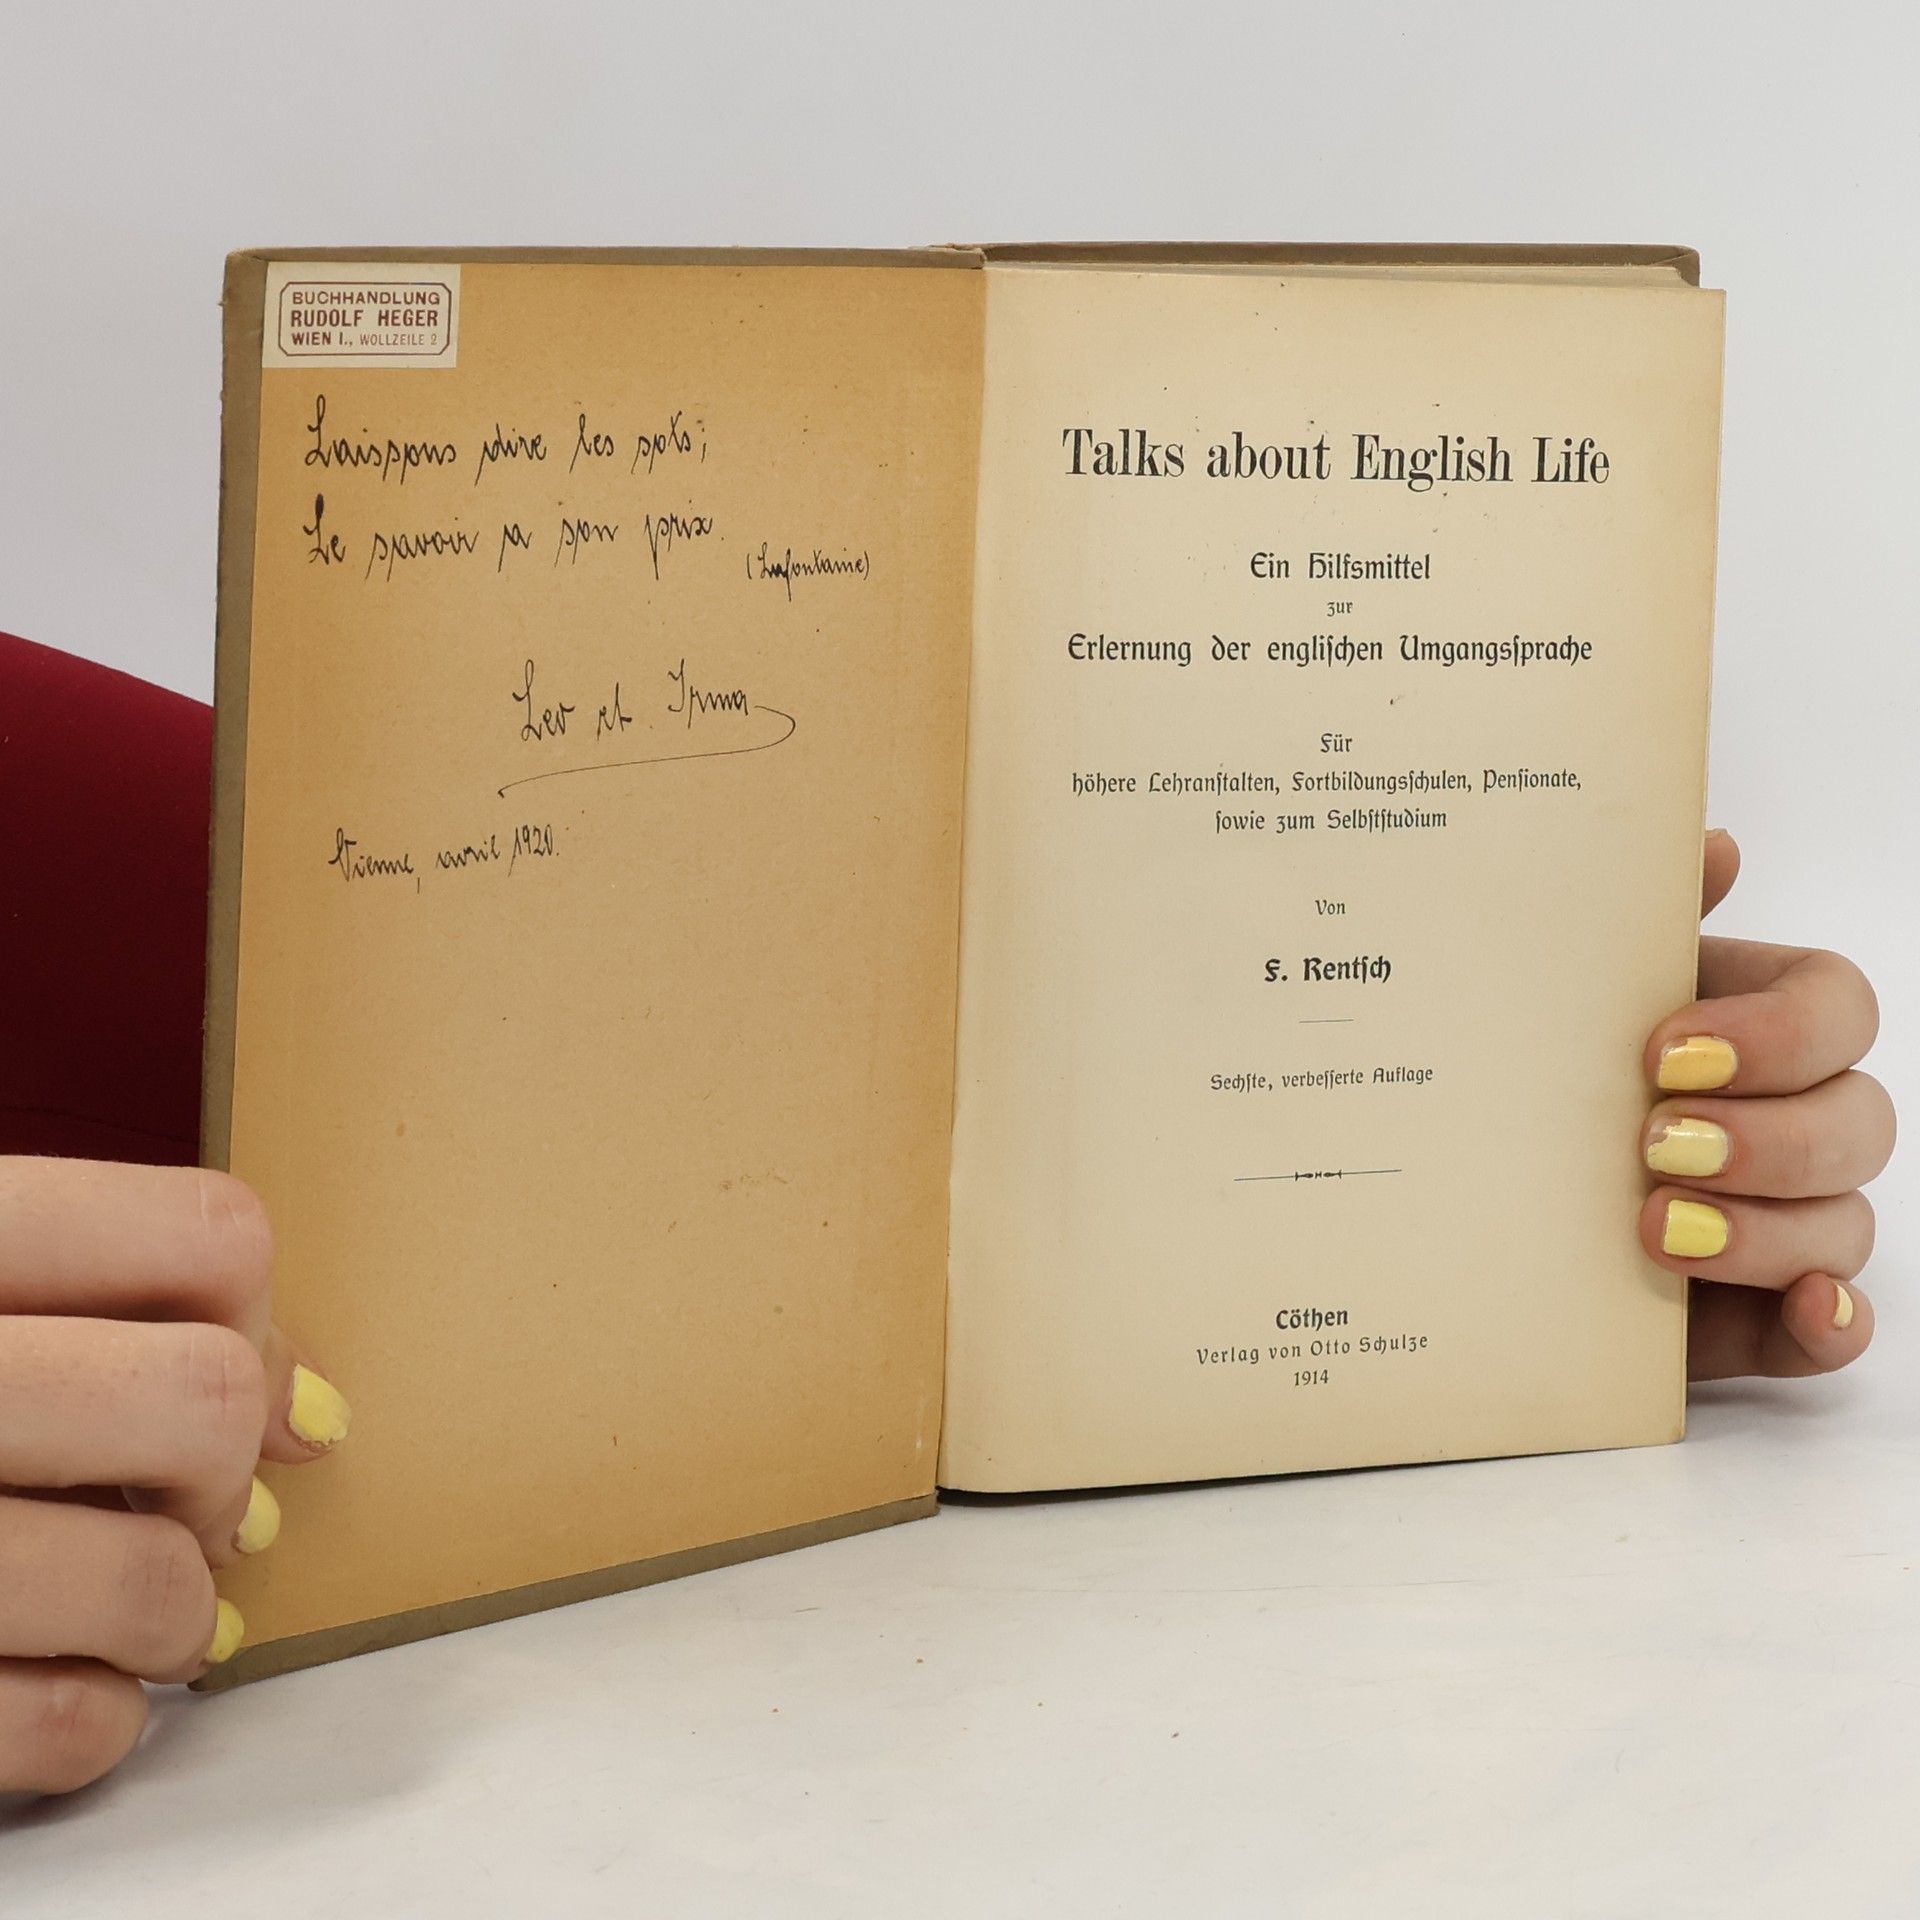 BUCHHANDLUNG
RUDOLF HEGER
WIEN I., WOLLZEILE 2
Laissons dire les sots;
Le savoir a son prix.
(Lafontaine)
Leo et Irma
Vienne, avril 1920.
Talks about English Life
Ein Hilfsmittel
zur
Erlernung der engliſchen Umgangsſprache
Für
höhere Lehranſtalten, Fortbildungsſchulen, Penſionate,
ſowie zum Selbſtſtudium
Von
F. Rentſch
Sechſte, verbeſſerte Auflage
Cöthen
Verlag von Otto Schulze
1914